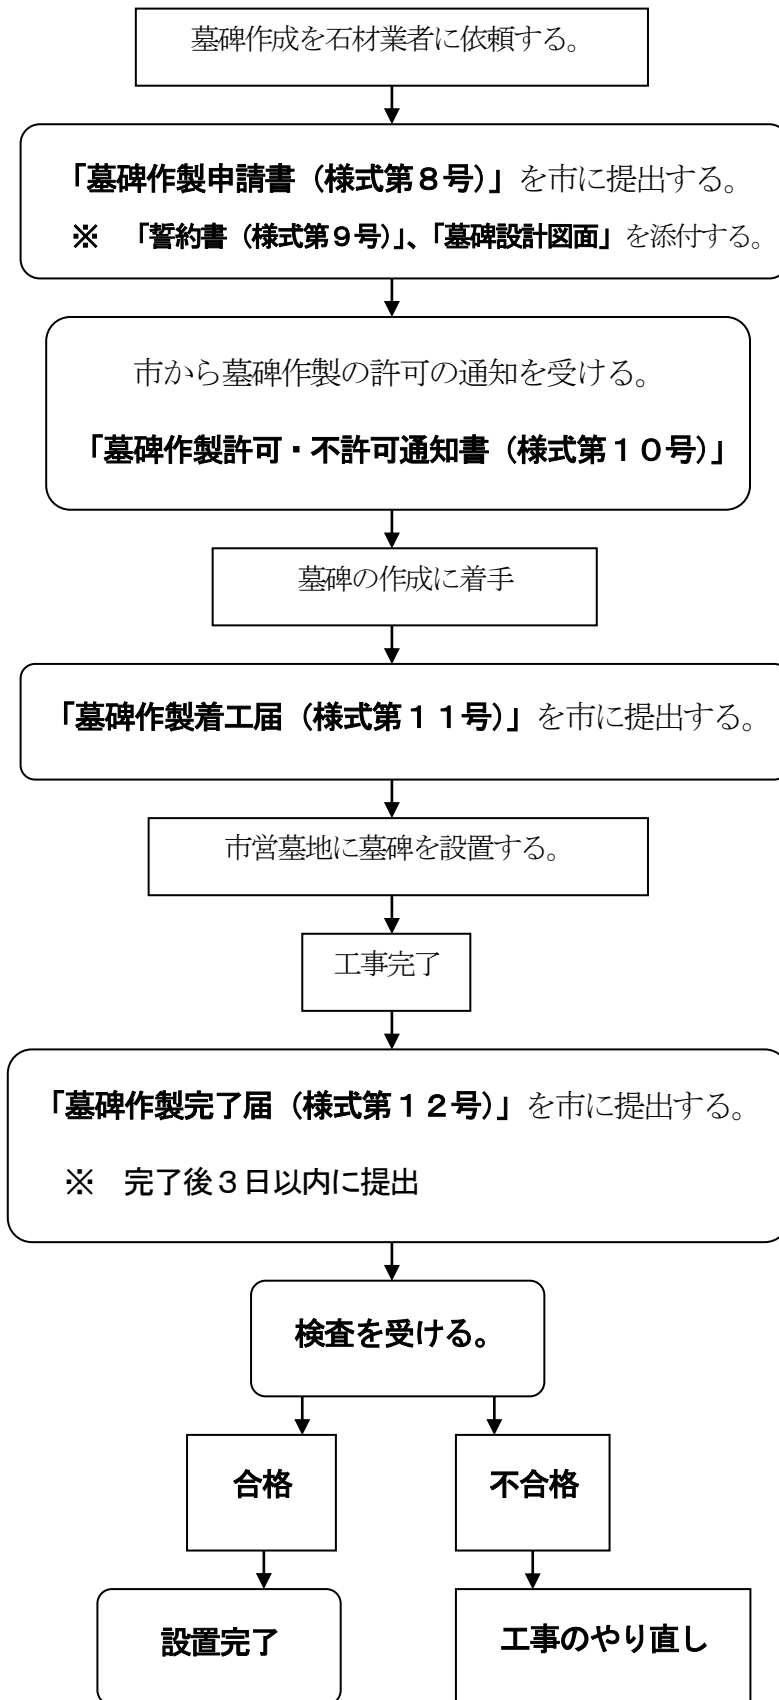 墓碑作成を石材業者に依頼する。
「墓碑作製申請書（様式第８号）」を市に提出する。
※　「誓約書（様式第９号）」、「墓碑設計図面」を添付する。
市から墓碑作製の許可の通知を受ける。
「墓碑作製許可・不許可通知書（様式第１０号）」
墓碑の作成に着手
「墓碑作製着工届（様式第１１号）」を市に提出する。
市営墓地に墓碑を設置する。
工事完了
「墓碑作製完了届（様式第１２号）」を市に提出する。
※　完了後３日以内に提出
検査を受ける。
合格
不合格
設置完了
工事のやり直し